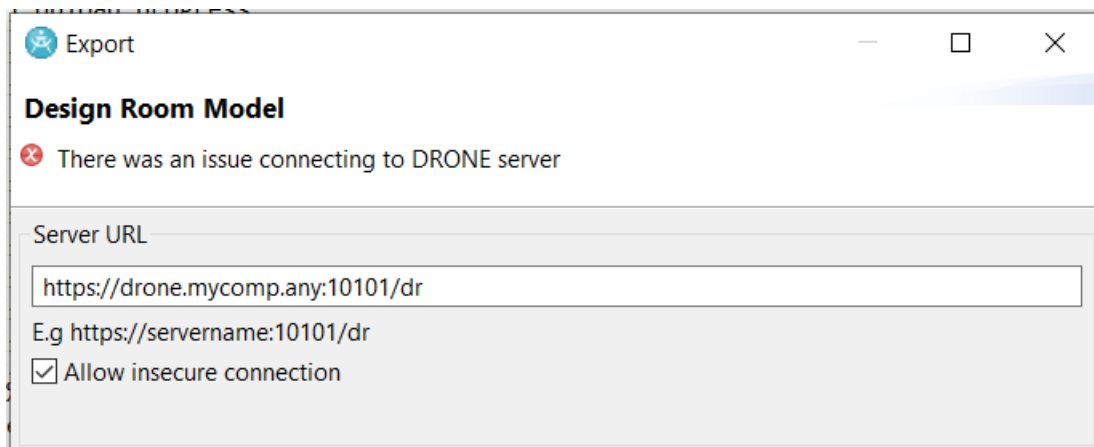 Export
Design Room Model
There was an issue connecting to DRONE server
Server URL
https://drone.mycomp.any:10101/dr
E.g https://servername:10101/dr
Allow insecure connection